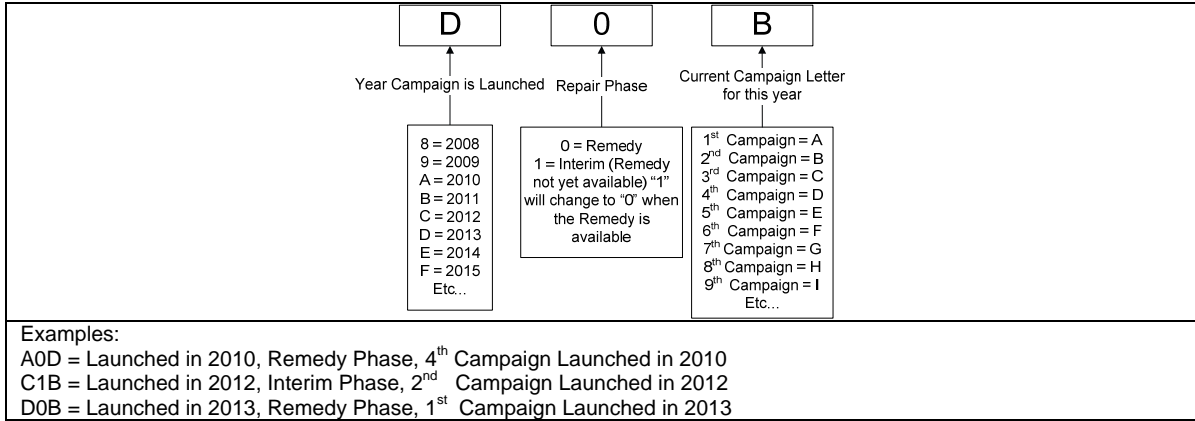 D 0 B
Year Campaign is Launched
Repair Phase
Current Campaign Letter
for this year
8 = 2008
9 = 2009
A = 2010
B = 2011
C = 2012
D = 2013
E = 2014
F = 2015
Etc...
0 = Remedy
1 = Interim (Remedy
not yet available) “1”
will change to “0” when
the Remedy is
available
1st Campaign = A
2nd Campaign = B
3rd Campaign = C
4th Campaign = D
5th Campaign = E
6th Campaign = F
7th Campaign = G
8th Campaign = H
9th Campaign = I
Etc...
Examples:
A0D = Launched in 2010, Remedy Phase, 4th Campaign Launched in 2010
C1B = Launched in 2012, Interim Phase, 2nd Campaign Launched in 2012
D0B = Launched in 2013, Remedy Phase, 1st Campaign Launched in 2013